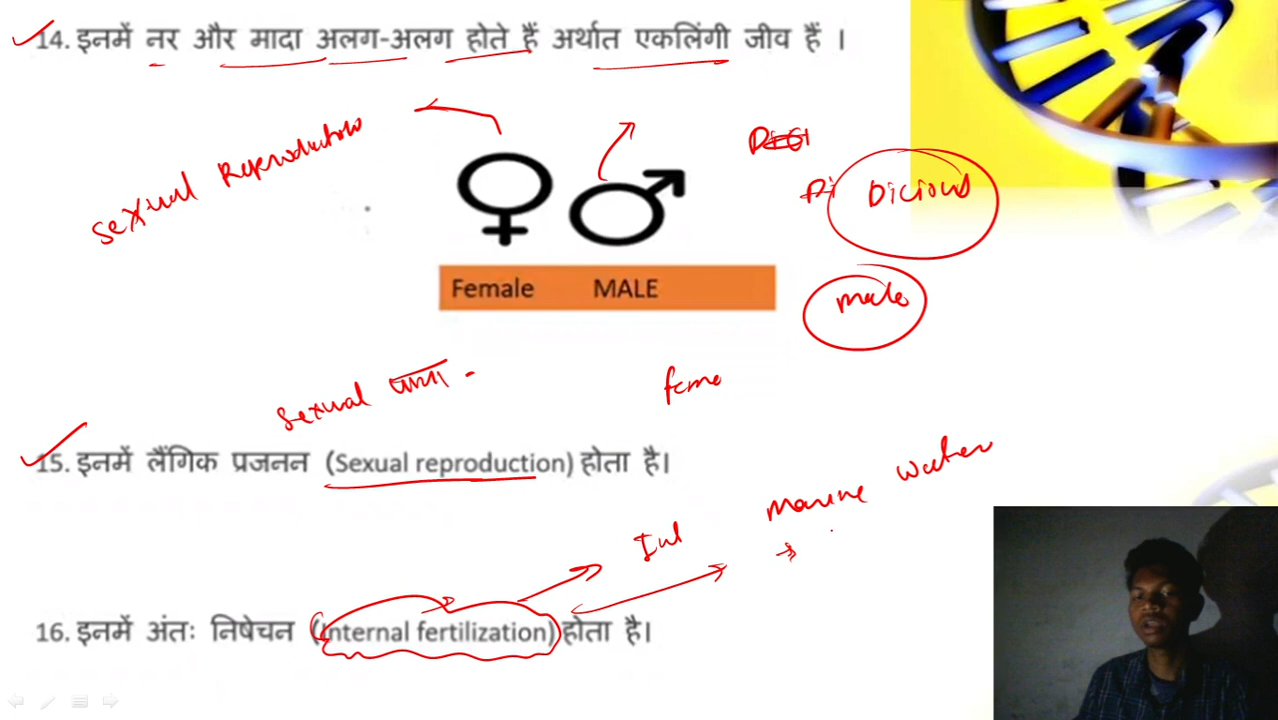 14. इनमें नर और मादा अलग-अलग होते हैं अर्थात एकलिंगी जीव हैं ।
Sexual Reproduction
Di Dicious
Female MALE
male
Sexual
feme
15. इनमें लैंगिक प्रजनन (Sexual reproduction) होता है।
Marine water
Int
16. इनमें अंतः निषेचन (Internal fertilization) होता है।